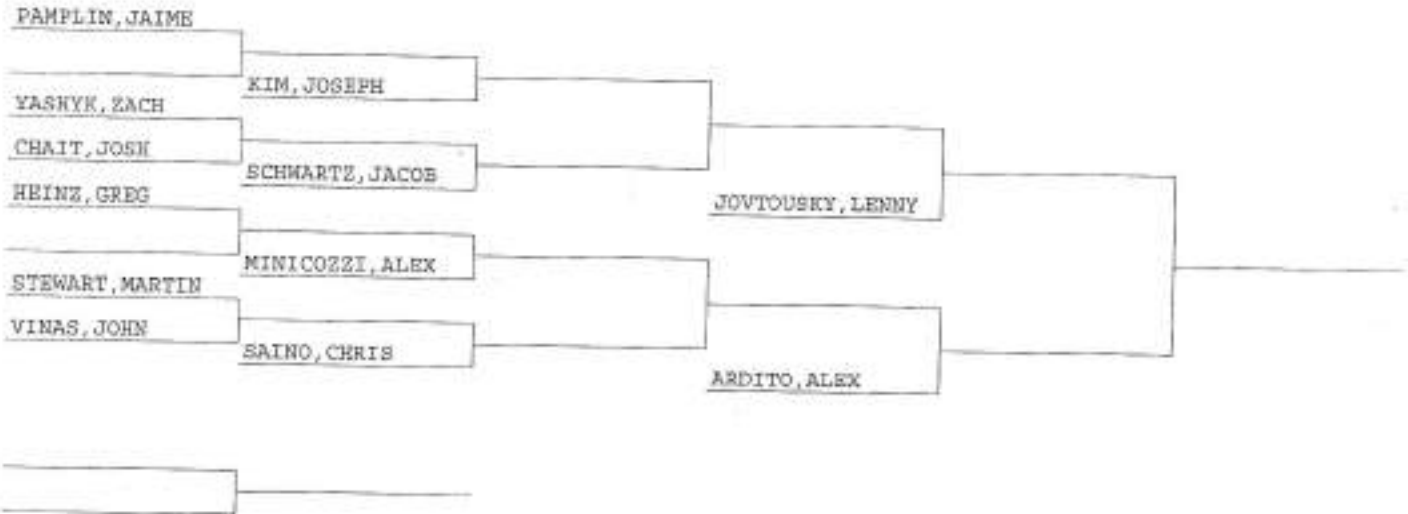 PAMPLIN,JAIME
KIM,JOSEPH
YASHYK,ZACH
CHAIT,JOSH
SCHWARTZ,JACOB
HEINZ,GREG
JOVTOUSKY,LENNY
MINICOZZI,ALEX
STEWART,MARTIN
VINAS,JOHN
SAINO,CHRIS
ARDITO,ALEX